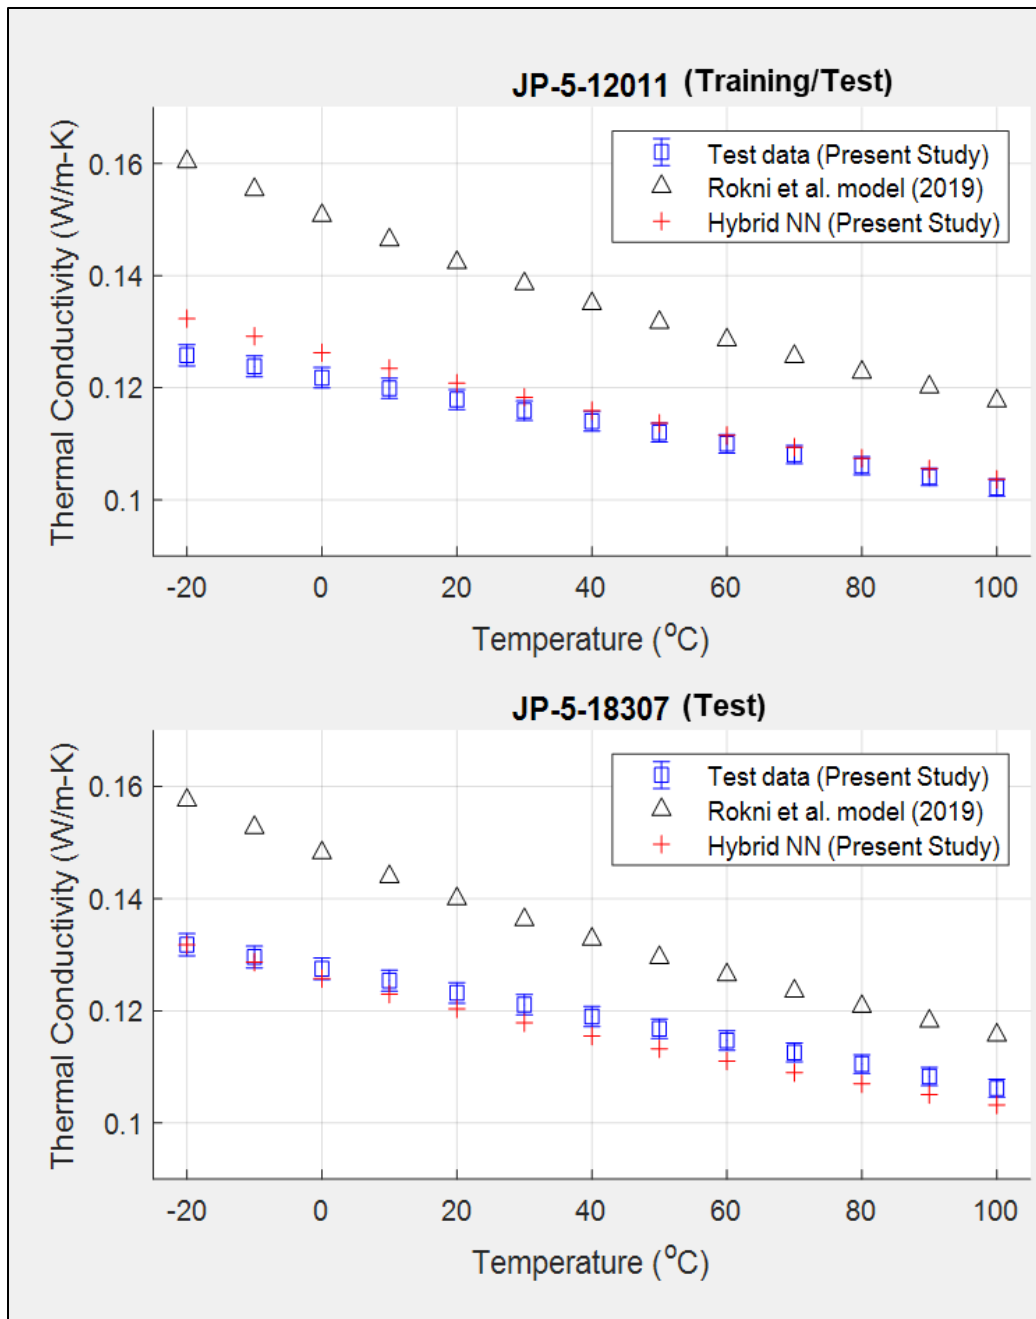 JP-5-12011 (Training/Test)
Thermal Conductivity (W/m-K)
0.16
0.14
0.12
0.1
Test data (Present Study)
Rokni et al. model (2019)
Hybrid NN (Present Study)
-20 0 20 40 60 80 100
Temperature (°C)
JP-5-18307 (Test)
Thermal Conductivity (W/m-K)
0.16
0.14
0.12
0.1
Test data (Present Study)
Rokni et al. model (2019)
Hybrid NN (Present Study)
-20 0 20 40 60 80 100
Temperature (°C)